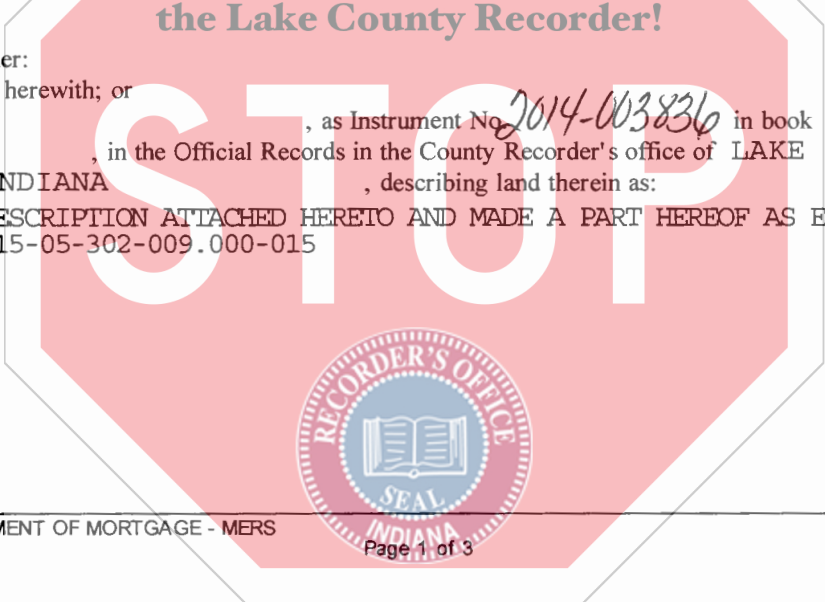 the Lake County Recorder!
er:
herewith; or
, as Instrument No. 2014-003836 in book
, in the Official Records in the County Recorder's office of LAKE
NDIANA , describing land therein as:
ESCRIPTION ATTACHED HERETO AND MADE A PART HEREOF AS E
15-05-302-009.000-015
STOP
RECORDER'S OFFICE
SEAL
INDIANA
MENT OF MORTGAGE - MERS
Page 1 of 3